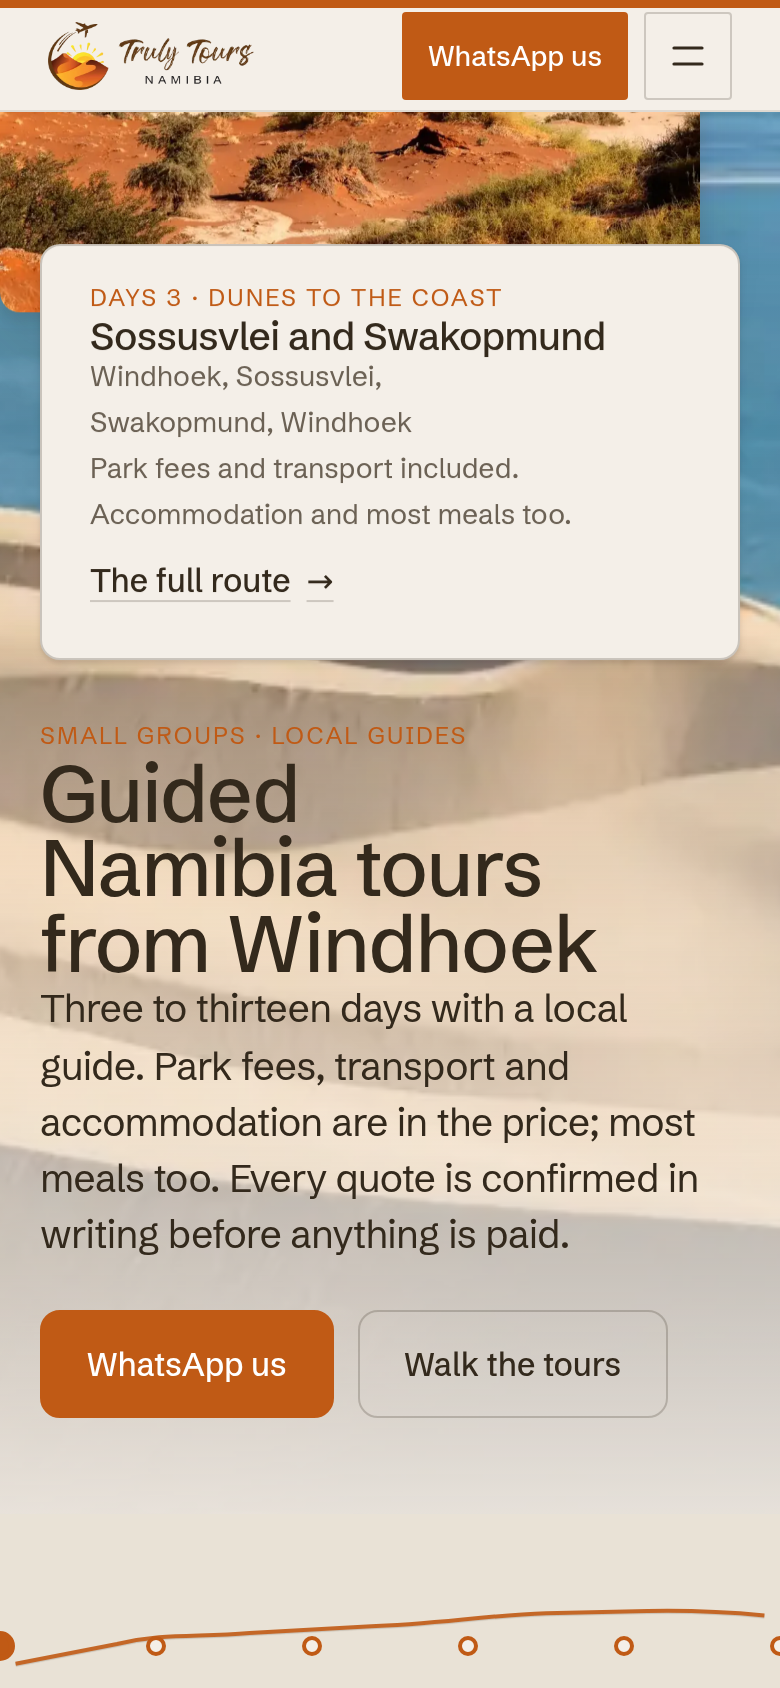 Truly Tours
NAMIBIA
WhatsApp us
DAYS 3 · DUNES TO THE COAST
Sossusvlei and Swakopmund
Windhoek, Sossusvlei,
Swakopmund, Windhoek
Park fees and transport included.
Accommodation and most meals too.
The full route →
SMALL GROUPS · LOCAL GUIDES
Guided
Namibia tours
from Windhoek
Three to thirteen days with a local
guide. Park fees, transport and
accommodation are in the price; most
meals too. Every quote is confirmed in
writing before anything is paid.
WhatsApp us
Walk the tours